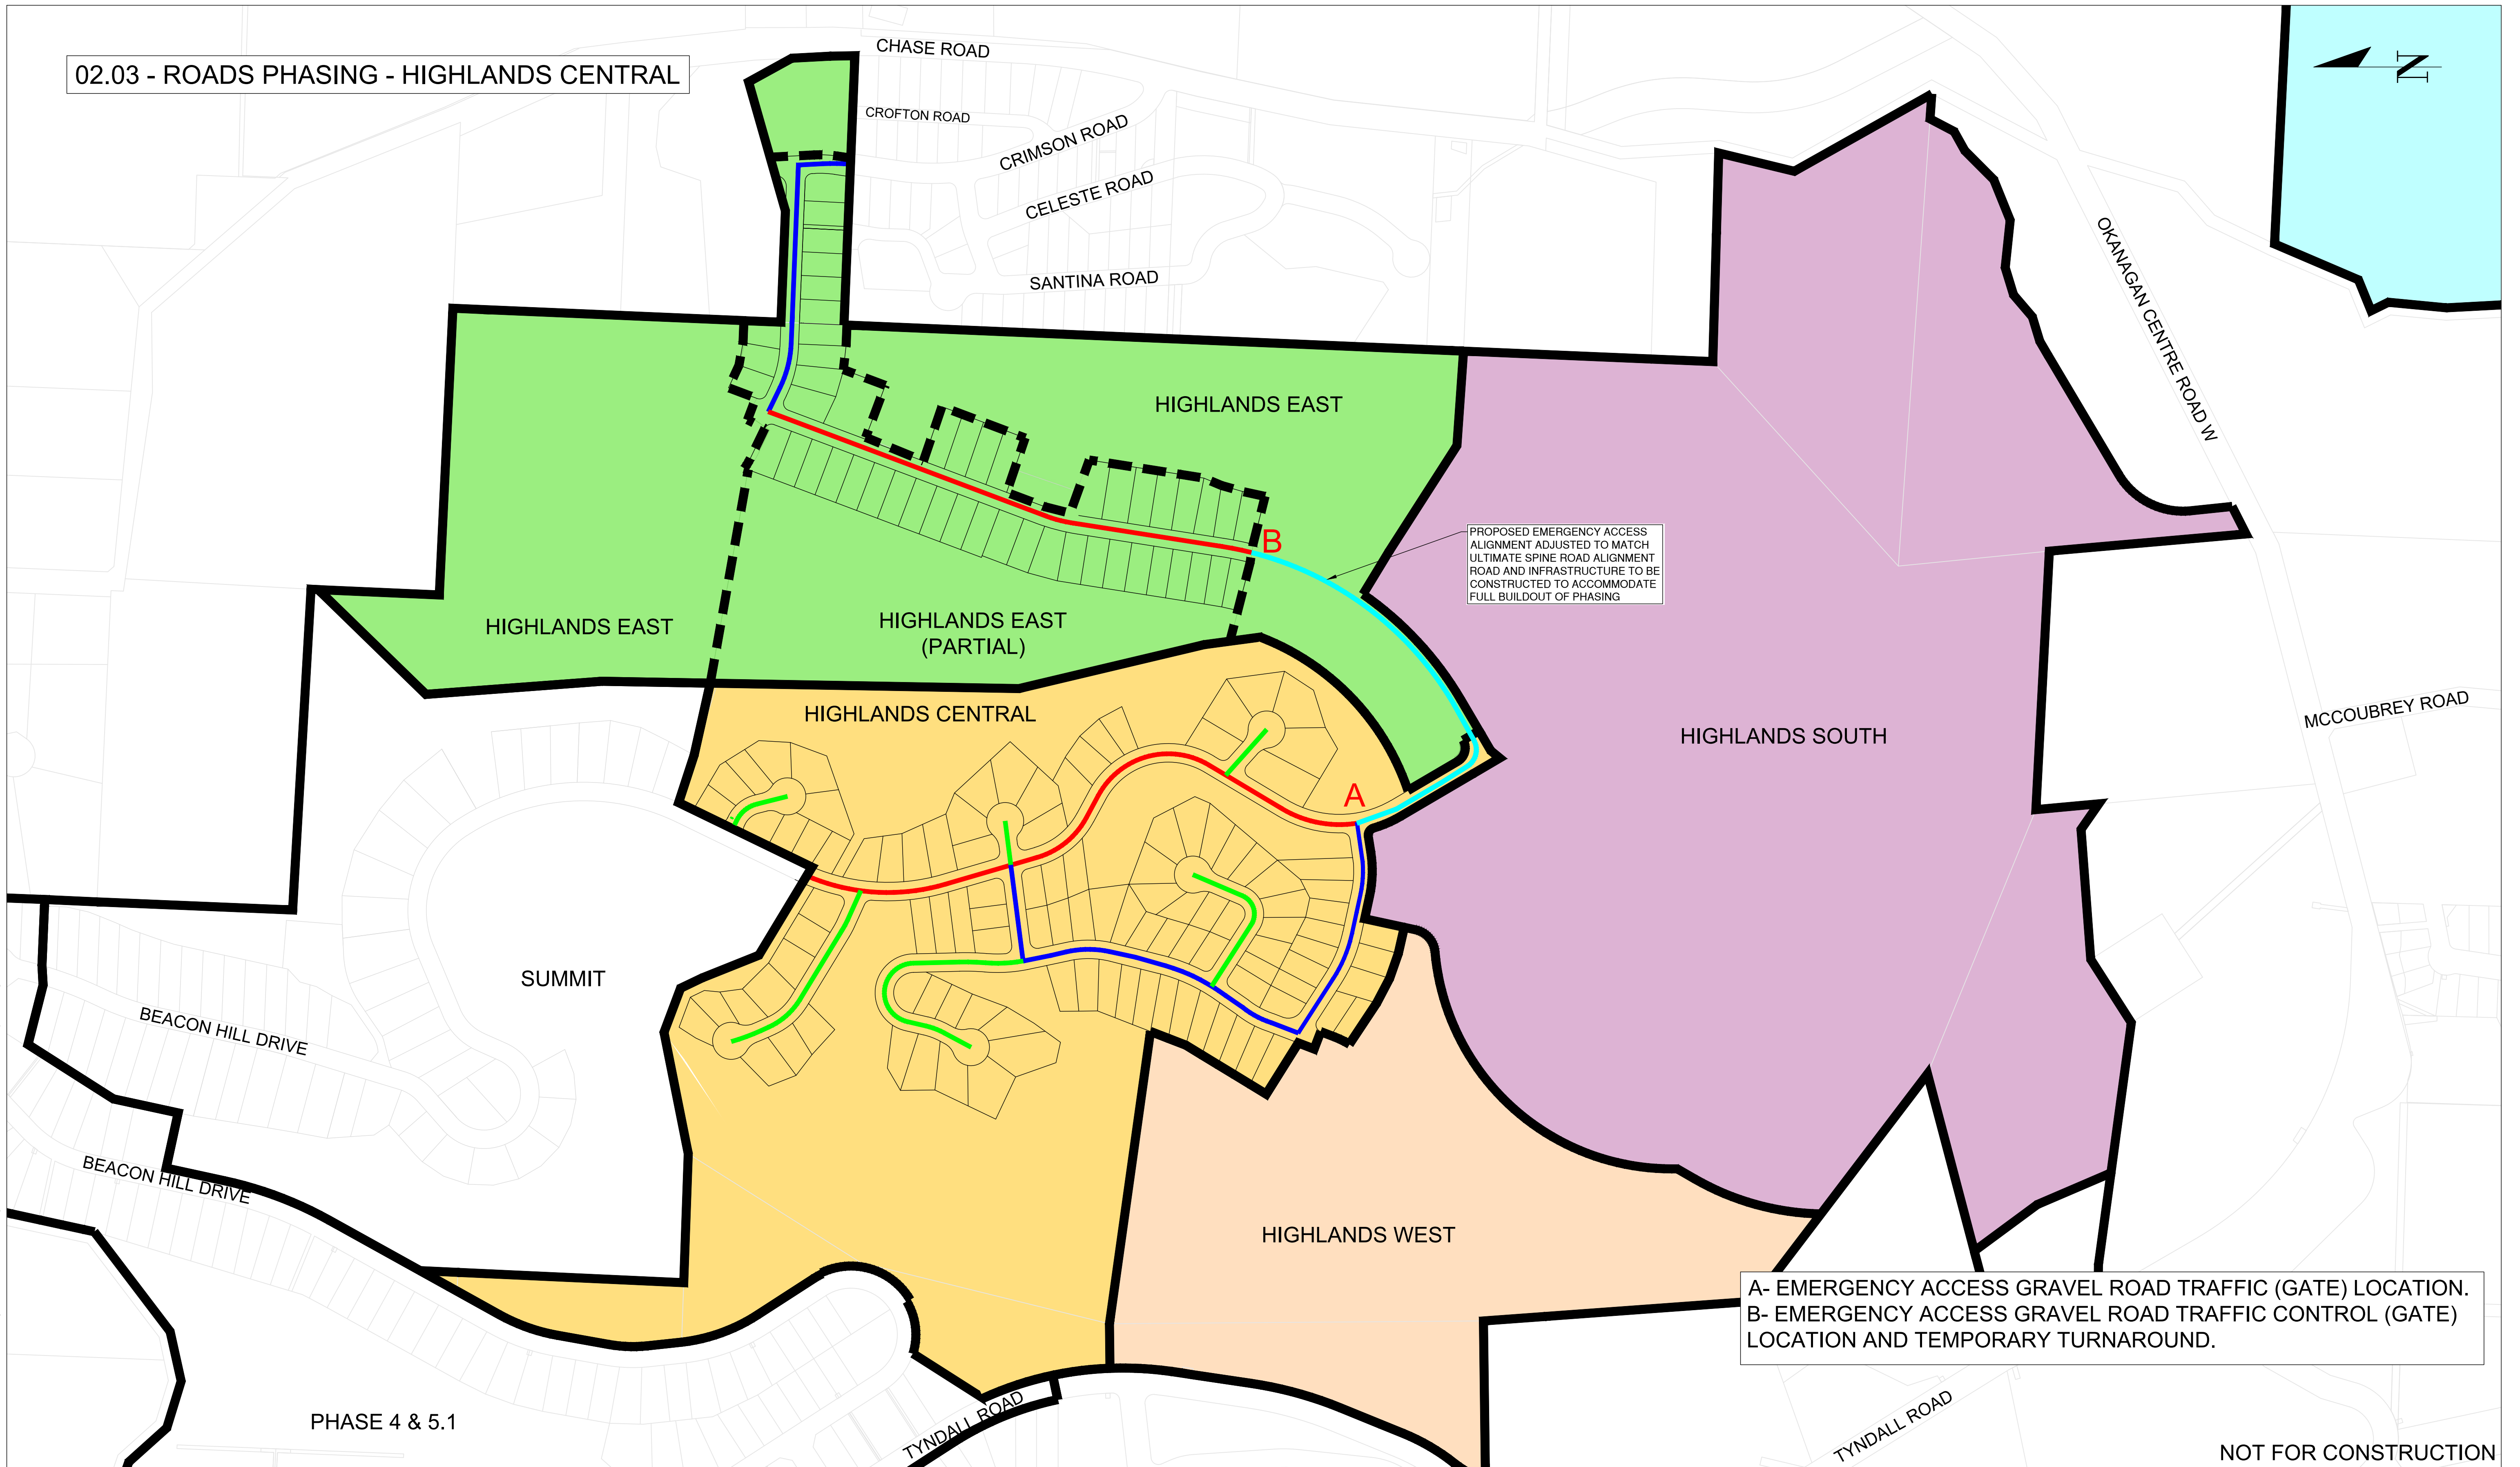 02.03 - ROADS PHASING - HIGHLANDS CENTRAL
CHASE ROAD
CROFTON ROAD
CRIMSON ROAD
CELESTE ROAD
SANTINA ROAD
N
OKANAGAN CENTRE ROAD W
HIGHLANDS EAST
B
PROPOSED EMERGENCY ACCESS
ALIGNMENT ADJUSTED TO MATCH
ULTIMATE SPINE ROAD ALIGNMENT
ROAD AND INFRASTRUCTURE TO BE
CONSTRUCTED TO ACCOMMODATE
FULL BUILDOUT OF PHASING
HIGHLANDS EAST
HIGHLANDS EAST
(PARTIAL)
HIGHLANDS CENTRAL
HIGHLANDS SOUTH
MCCOUBREY ROAD
A
SUMMIT
BEACON HILL DRIVE
BEACON HILL DRIVE
HIGHLANDS WEST
A- EMERGENCY ACCESS GRAVEL ROAD TRAFFIC (GATE) LOCATION.
B- EMERGENCY ACCESS GRAVEL ROAD TRAFFIC CONTROL (GATE)
LOCATION AND TEMPORARY TURNAROUND.
PHASE 4 & 5.1
TYNDALL ROAD
TYNDALL ROAD
NOT FOR CONSTRUCTION